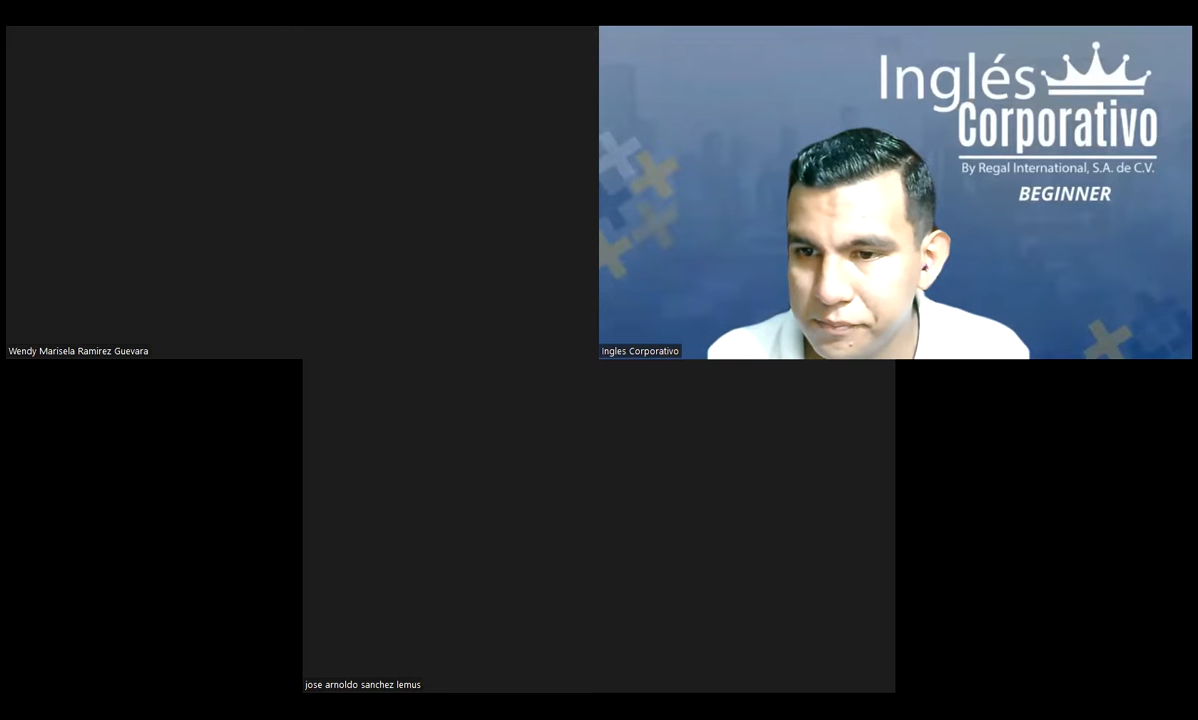 Inglés
Corporativo
By Regal International, S.A. de C.V.
BEGINNER
Wendy Marisela Ramirez Guevara
Ingles Corporativo
jose arnoldo sanchez lemus